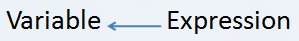 Variable ← Expression